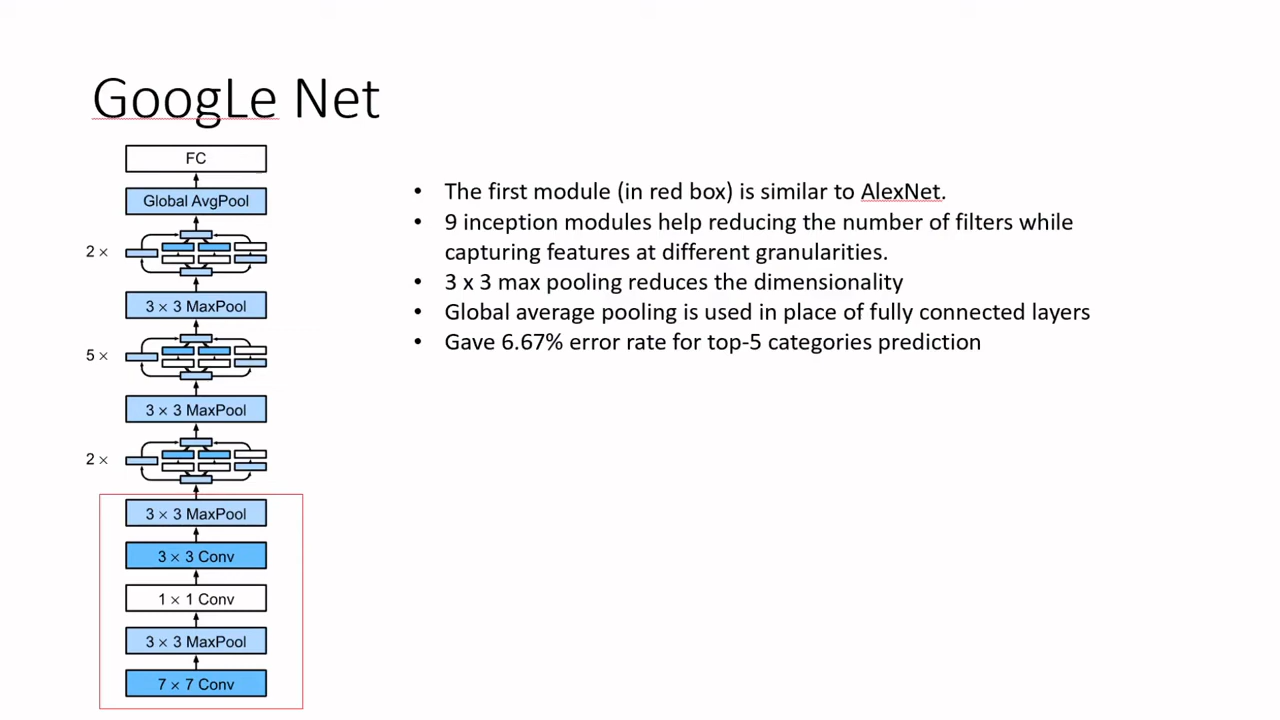 GoogLe Net
FC
Global AvgPool
2 ×
3 × 3 MaxPool
5 ×
3 × 3 MaxPool
2 ×
3 × 3 MaxPool
3 × 3 Conv
1 × 1 Conv
3 × 3 MaxPool
7 × 7 Conv
• The first module (in red box) is similar to AlexNet.
• 9 inception modules help reducing the number of filters while
capturing features at different granularities.
• 3 x 3 max pooling reduces the dimensionality
• Global average pooling is used in place of fully connected layers
• Gave 6.67% error rate for top-5 categories prediction